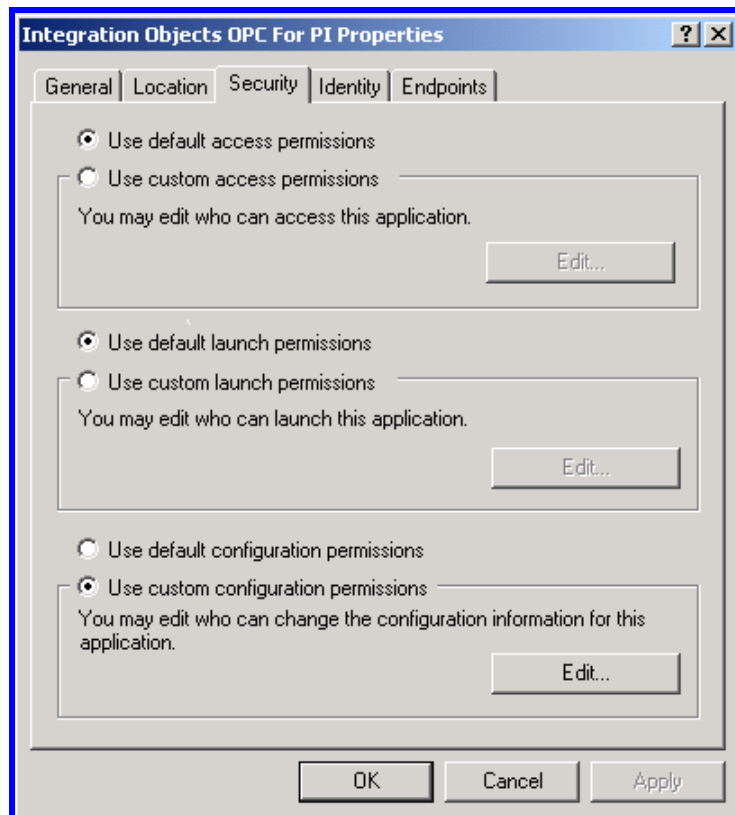 Integration Objects OPC For PI Properties
General Location Security Identity Endpoints
Use default access permissions
Use custom access permissions
You may edit who can access this application.
Edit...
Use default launch permissions
Use custom launch permissions
You may edit who can launch this application.
Edit...
Use default configuration permissions
Use custom configuration permissions
You may edit who can change the configuration information for this
application.
Edit...
OK Cancel Apply